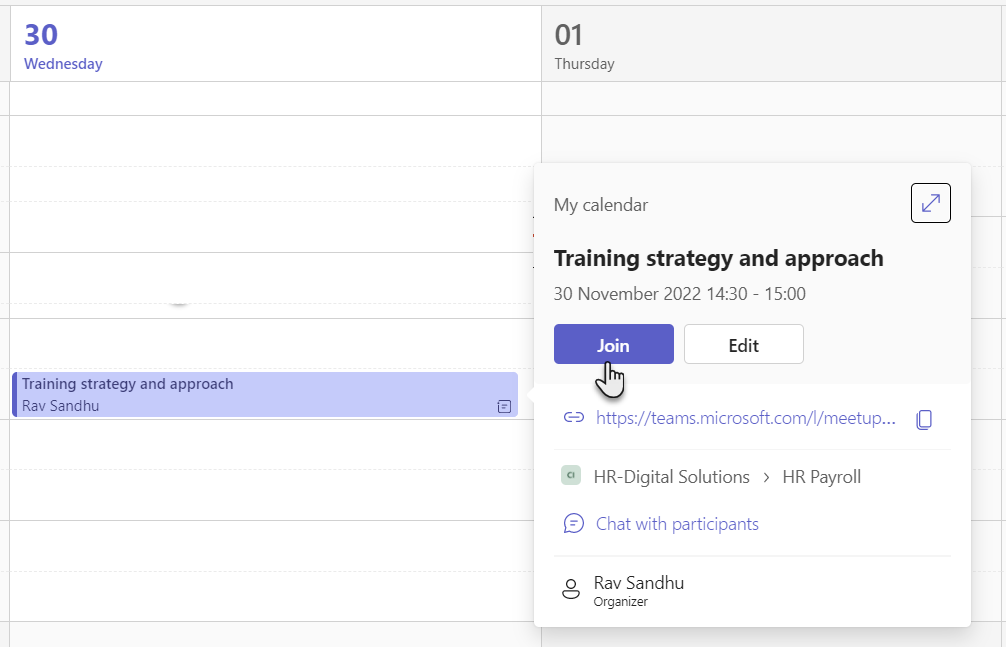 30
Wednesday
01
Thursday
Training strategy and approach
Rav Sandhu
My calendar
Training strategy and approach
30 November 2022 14:30 - 15:00
Join
Edit
https://teams.microsoft.com/l/meetup...
CI
HR-Digital Solutions > HR Payroll
Chat with participants
Rav Sandhu
Organizer